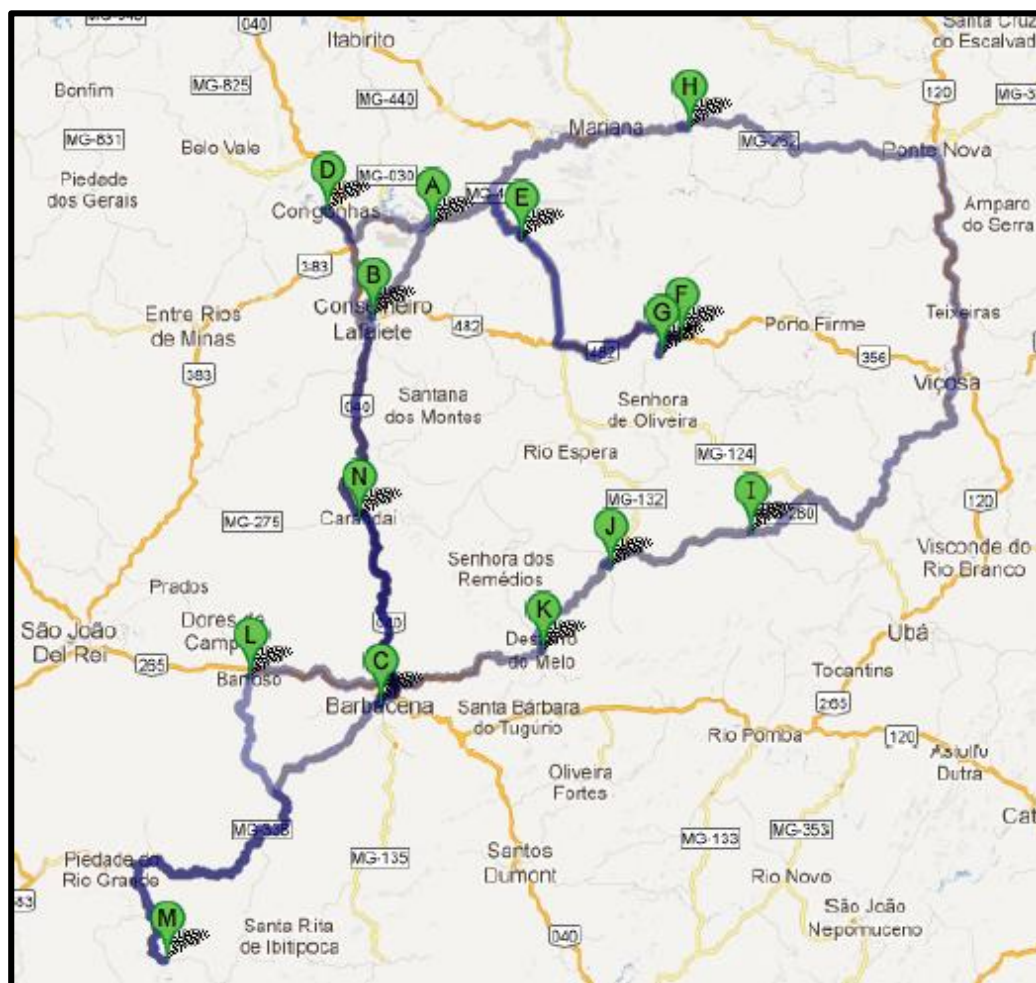 040
Santa Cruz
do Escalvad
Itabirito
MG-825
Bonfim
H
120
MG-440
MG-3
Mariana
MG-831
Belo Vale
MG-262
Ponte Nova
D
MG-030
A
Piedade
dos Gerais
E
Congonhas
Amparo
do Serra
383
B
F
Conselheiro
Lafaiete
G
Entre Rios
de Minas
482
Porto Firme
Teixeiras
482
356
383
Viçosa
040
Santana
dos Montes
Senhora
de Oliveira
Rio Espera
MG-124
N
I
MG-132
MG-275
Carandaí
J
280
120
Senhora dos
Remédios
Visconde do
Rio Branco
Prados
K
São João
Del Rei
L
Dores de
Camp
Desterro
do Melo
Ubá
265
Barroso
C
Tocantins
Barbacena
Santa Bárbara
do Tugúrio
265
Rio Pomba
120
Oliveira
Fortes
Dutra
Cat
MG-135
MG-133
MG-353
Piedade do
Rio Grande
Santos
Dumont
Rio Novo
M
Santa Rita
de Ibitipoca
São João
Nepomuceno
040